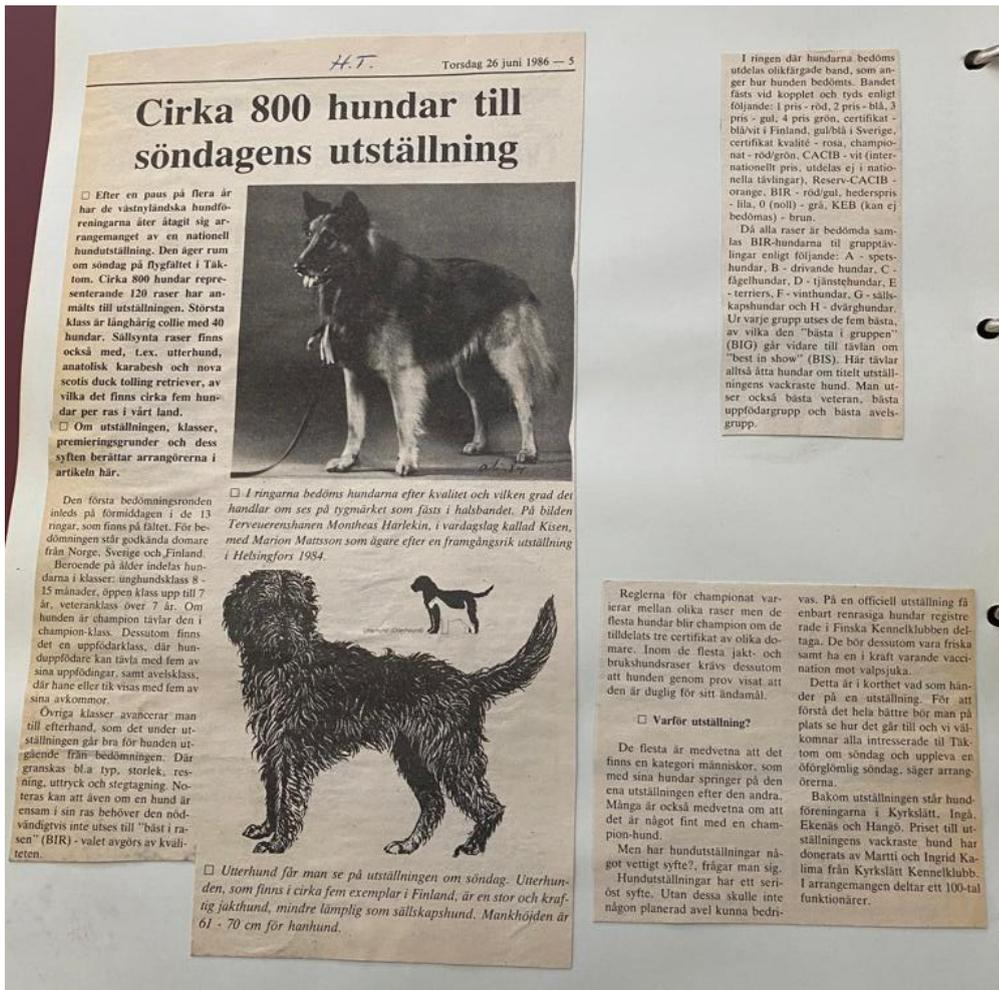 H.T.
Torsdag 26 juni 1986 — 5
Cirka 800 hundar till
söndagens utställning
□ Efter en paus på flera år
har de västnyländska hundfö-
reningarna åter åtagit sig ar-
rangemanget av en nationell
hundutställning. Den äger rum
om söndag på flygfältet i Täk-
tom. Cirka 800 hundar repre-
senterande 120 raser har an-
mälts till utställningen. Största
klass är långhårig collie med 40
hundar. Sällsynta raser finns
också med, t.ex. utterhund,
anatolisk karabesh och nova
scotis duck tolling retriever, av
vilka det finns cirka fem hun-
dar per ras i vårt land.
□ Om utställningen, klasser,
premieringsgrunder och dess
syften berättar arrangörerna i
artikeln här.
Den första bedömningsronden
inleds på förmiddagen i de 13
ringar, som finns på fältet. För be-
dömningen står godkända domare
från Norge, Sverige och Finland.
Beroende på ålder indelas hun-
darna i klasser: unghundsklass 8 -
15 månader, öppen klass upp till 7
år, veteranklass över 7 år. Om
hunden är champion tävlar den i
champion-klass. Dessutom finns
det en uppfödarklass, där hun-
duppfödare kan tävla med fem av
sina uppfödingar, samt avelsklass,
där hane eller tik visas med fem av
sina avkommor.
Övriga klasser avancerar man
till efterhand, som det under ut-
ställningen går bra för hunden ut-
gående från bedömningen. Där
granskas bl.a typ, storlek, res-
ning, uttryck och stegtagning. No-
teras kan att även om en hund är
ensam i sin ras behöver den nöd-
vändigtvis inte utses till "bäst i ra-
sen" (BIR) - valet avgörs av kvali-
teten.
□ I ringarna bedöms hundarna efter kvalitet och vilken grad det
handlar om ses på tygmärket som fästs i halsbandet. På bilden
Terveurenshanen Montheas Harlekin, i vardagslag kallad Kisen,
med Marion Mattsson som ägare efter en framgångsrik utställning
i Helsingfors 1984.
□ Utterhund får man se på utställningen om söndag. Utterhun-
den, som finns i cirka fem exemplar i Finland, är en stor och kraf-
tig jakthund, mindre lämplig som sällskapshund. Mankhöjden är
61 - 70 cm för hanhund.
I ringen där hundarna bedöms
utdelas olikfärgade band, som an-
ger hur hunden bedömts. Bandet
fästs vid kopplet och tyds enligt
följande: 1 pris - röd, 2 pris - blå, 3
pris - gul, 4 pris grön, certifikat -
blå/vit i Finland, gul/blå i Sverige,
certifikat kvalité - rosa, champio-
nat - röd/grön, CACIB - vit (inter-
nationellt pris, utdelas ej i natio-
nella tävlingar), Reserv-CACIB -
orange, BIR - röd/gul, hederspris
- lila, 0 (noll) - grå, KEB (kan ej
bedömas) - brun.
Då alla raser är bedömda sam-
las BIR-hundarna til grupptäv-
lingar enligt följande: A - spets-
hundar, B - drivande hundar, C -
fågelhundar, D - tjänstehundar, E
- terriers, F - vinthundar, G - sälls-
kapshundar och H - dvärghundar.
Ur varje grupp utses de fem bästa,
av vilka den "bästa i gruppen"
(BIG) går vidare till tävlan om
"best in show" (BIS). Här tävlar
alltså åtta hundar om titelt utställ-
ningens vackraste hund. Man ut-
ser också bästa veteran, bästa
uppfödargrupp och bästa avels-
grupp.
Reglerna för championat var-
ierar mellan olika raser men de
flesta hundar blir champion om de
tilldelats tre certifikat av olika do-
mare. Inom de flesta jakt- och
brukshundsraser krävs dessutom
att hunden genom prov visat att
den är duglig för sitt ändamål.
□ Varför utställning?
De flesta är medvetna att det
finns en kategori människor, som
med sina hundar springer på den
ena utställningen efter den andra.
Många är också medvetna om att
det är något fint med en cham-
pion-hund.
Men har hundutställningar nå-
got vettigt syfte?, frågar man sig.
Hundutställningar har ett seri-
öst syfte. Utan dessa skulle inte
någon planerad avel kunna bedri-
vas. På en officiell utställning få
enbart renrasiga hundar registre
rade i Finska Kennelklubben del-
taga. De bör dessutom vara friska
samt ha en i kraft varande vacci-
nation mot valpsjuka.
Detta är i korthet vad som hän-
der på en utställning. För att
förstå det hela bättre bör man på
plats se hur det går till och vi väl-
komnar alla intresserade til Täk-
tom om söndag och uppleva en
oförglömlig söndag, säger arrang-
örerna.
Bakom utställningen står hund-
föreningarna i Kyrkslätt, Ingå,
Ekenäs och Hangö. Priset till ut-
ställningens vackraste hund har
donerats av Martti och Ingrid Ka-
lima från Kyrkslätt Kennelklubb.
I arrangemangen deltar ett 100-tal
funktionärer.